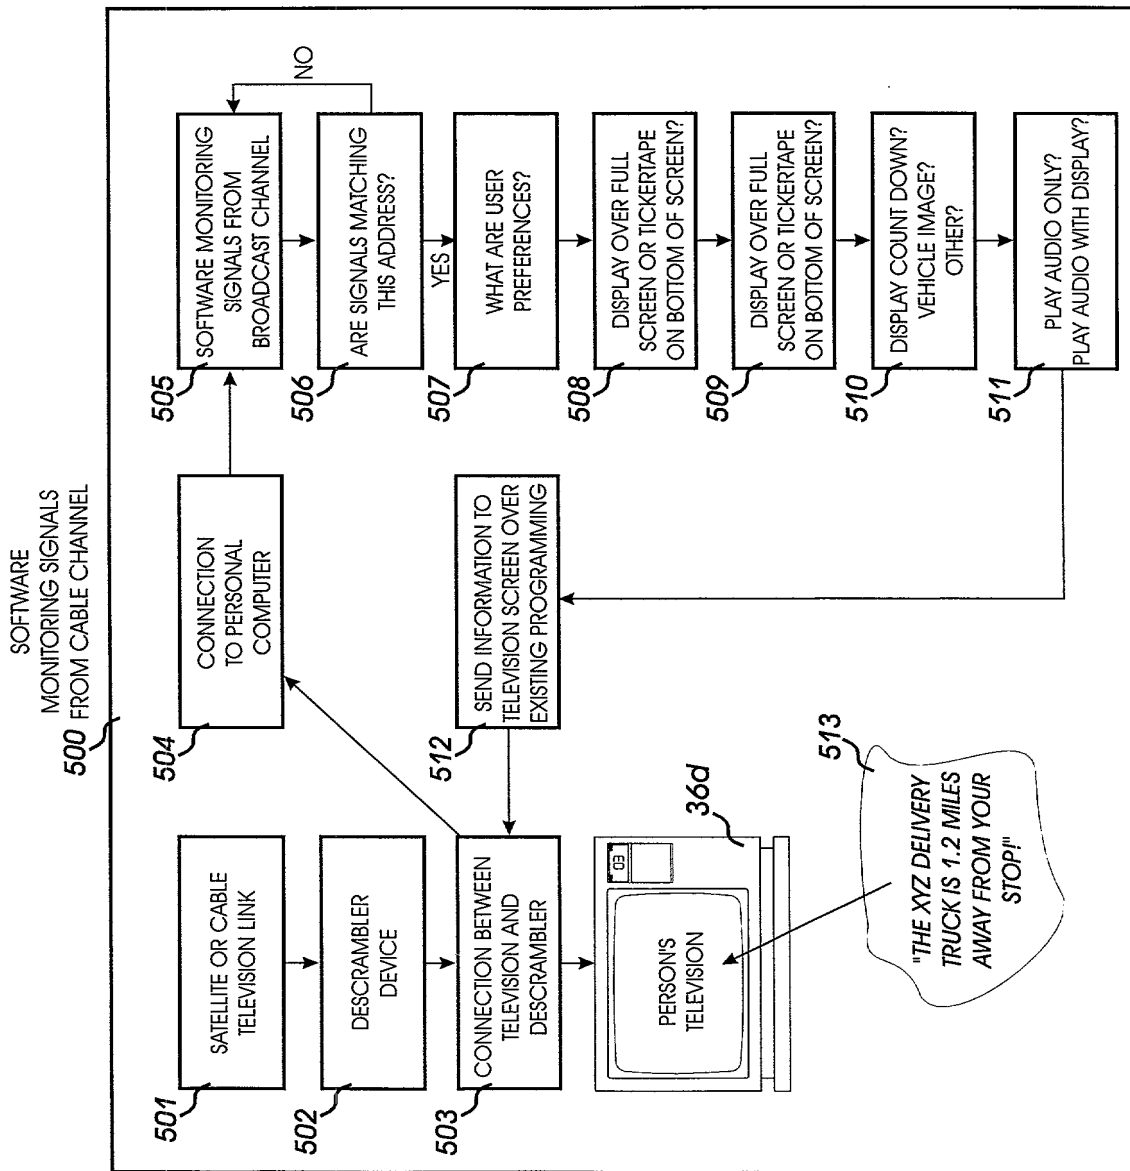 SOFTWARE
MONITORING SIGNALS
FROM CABLE CHANNEL
500
501
SATELLITE OR CABLE
TELEVISION LINK
502
DESCRAMBLER
DEVICE
503
CONNECTION BETWEEN
TELEVISION AND
DESCRAMBLER
03
PERSON'S
TELEVISION
36d
513
"THE XYZ DELIVERY
TRUCK IS 1.2 MILES
AWAY FROM YOUR
STOP!"
504
CONNECTION
TO PERSONAL
COMPUTER
512
SEND INFORMATION TO
TELEVISION SCREEN OVER
EXISTING PROGRAMMING
505
SOFTWARE MONITORING
SIGNALS FROM
BROADCAST CHANNEL
NO
506
ARE SIGNALS MATCHING
THIS ADDRESS?
YES
507
WHAT ARE USER
PREFERENCES?
508
DISPLAY OVER FULL
SCREEN OR TICKERTAPE
ON BOTTOM OF SCREEN?
509
DISPLAY OVER FULL
SCREEN OR TICKERTAPE
ON BOTTOM OF SCREEN?
510
DISPLAY COUNT DOWN?
VEHICLE IMAGE?
OTHER?
511
PLAY AUDIO ONLY?
PLAY AUDIO WITH DISPLAY?